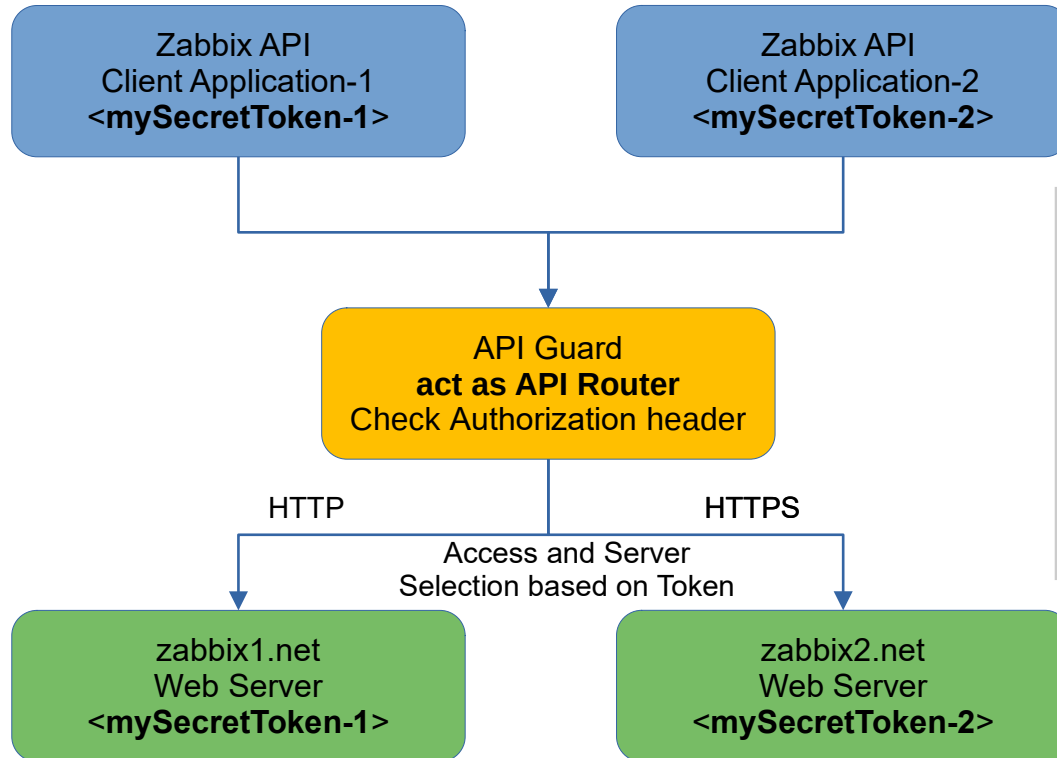 Zabbix API
Client Application-1
<mySecretToken-1>
Zabbix API
Client Application-2
<mySecretToken-2>
API Guard
act as API Router
Check Authorization header
HTTP
HTTPS
Access and Server
Selection based on Token
zabbix1.net
Web Server
<mySecretToken-1>
zabbix2.net
Web Server
<mySecretToken-2>